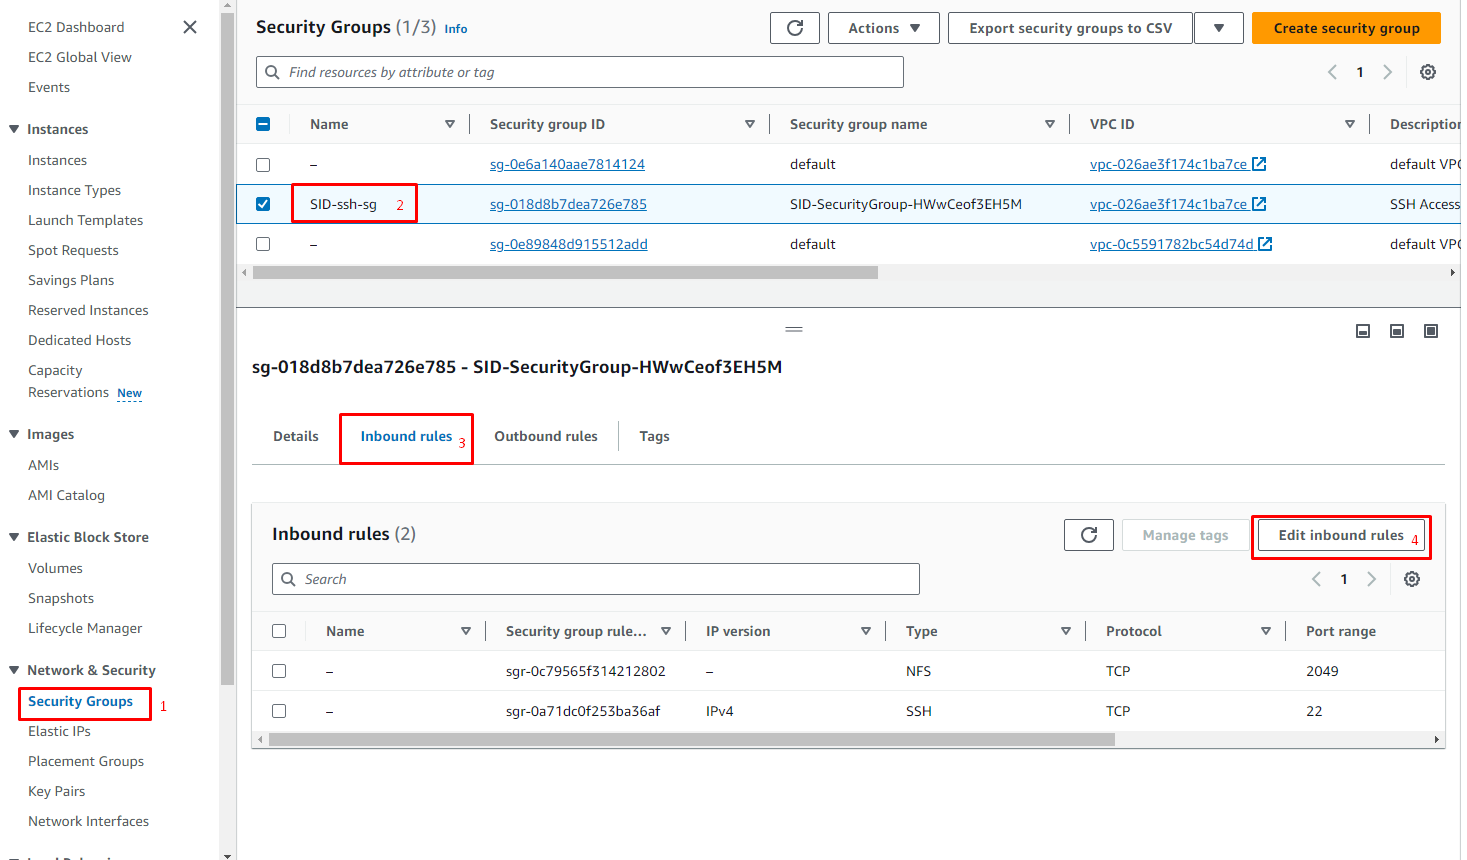 EC2 Dashboard
EC2 Global View
Events
Instances
Instances
Instance Types
Launch Templates
Spot Requests
Savings Plans
Reserved Instances
Dedicated Hosts
Capacity
Reservations New
Images
AMIs
AMI Catalog
Elastic Block Store
Volumes
Snapshots
Lifecycle Manager
Network & Security
Security Groups 1
Elastic IPs
Placement Groups
Key Pairs
Network Interfaces
Security Groups (1/3) Info
Actions
Export security groups to CSV
Create security group
Find resources by attribute or tag
1
Name Security group ID Security group name VPC ID Description
– sg-0e6a140aae7814124 default vpc-026ae3f174c1ba7ce default VPC
SID-ssh-sg 2 sg-018d8b7dea726e785 SID-SecurityGroup-HWwCeof3EH5M vpc-026ae3f174c1ba7ce SSH Access
– sg-0e89848d915512add default vpc-0c5591782bc54d74d default VPC
sg-018d8b7dea726e785 - SID-SecurityGroup-HWwCeof3EH5M
Details Inbound rules 3 Outbound rules Tags
Inbound rules (2)
Manage tags
Edit inbound rules 4
Search
1
Name Security group rule... IP version Type Protocol Port range
– sgr-0c79565f314212802 – NFS TCP 2049
– sgr-0a71dc0f253ba36af IPv4 SSH TCP 22